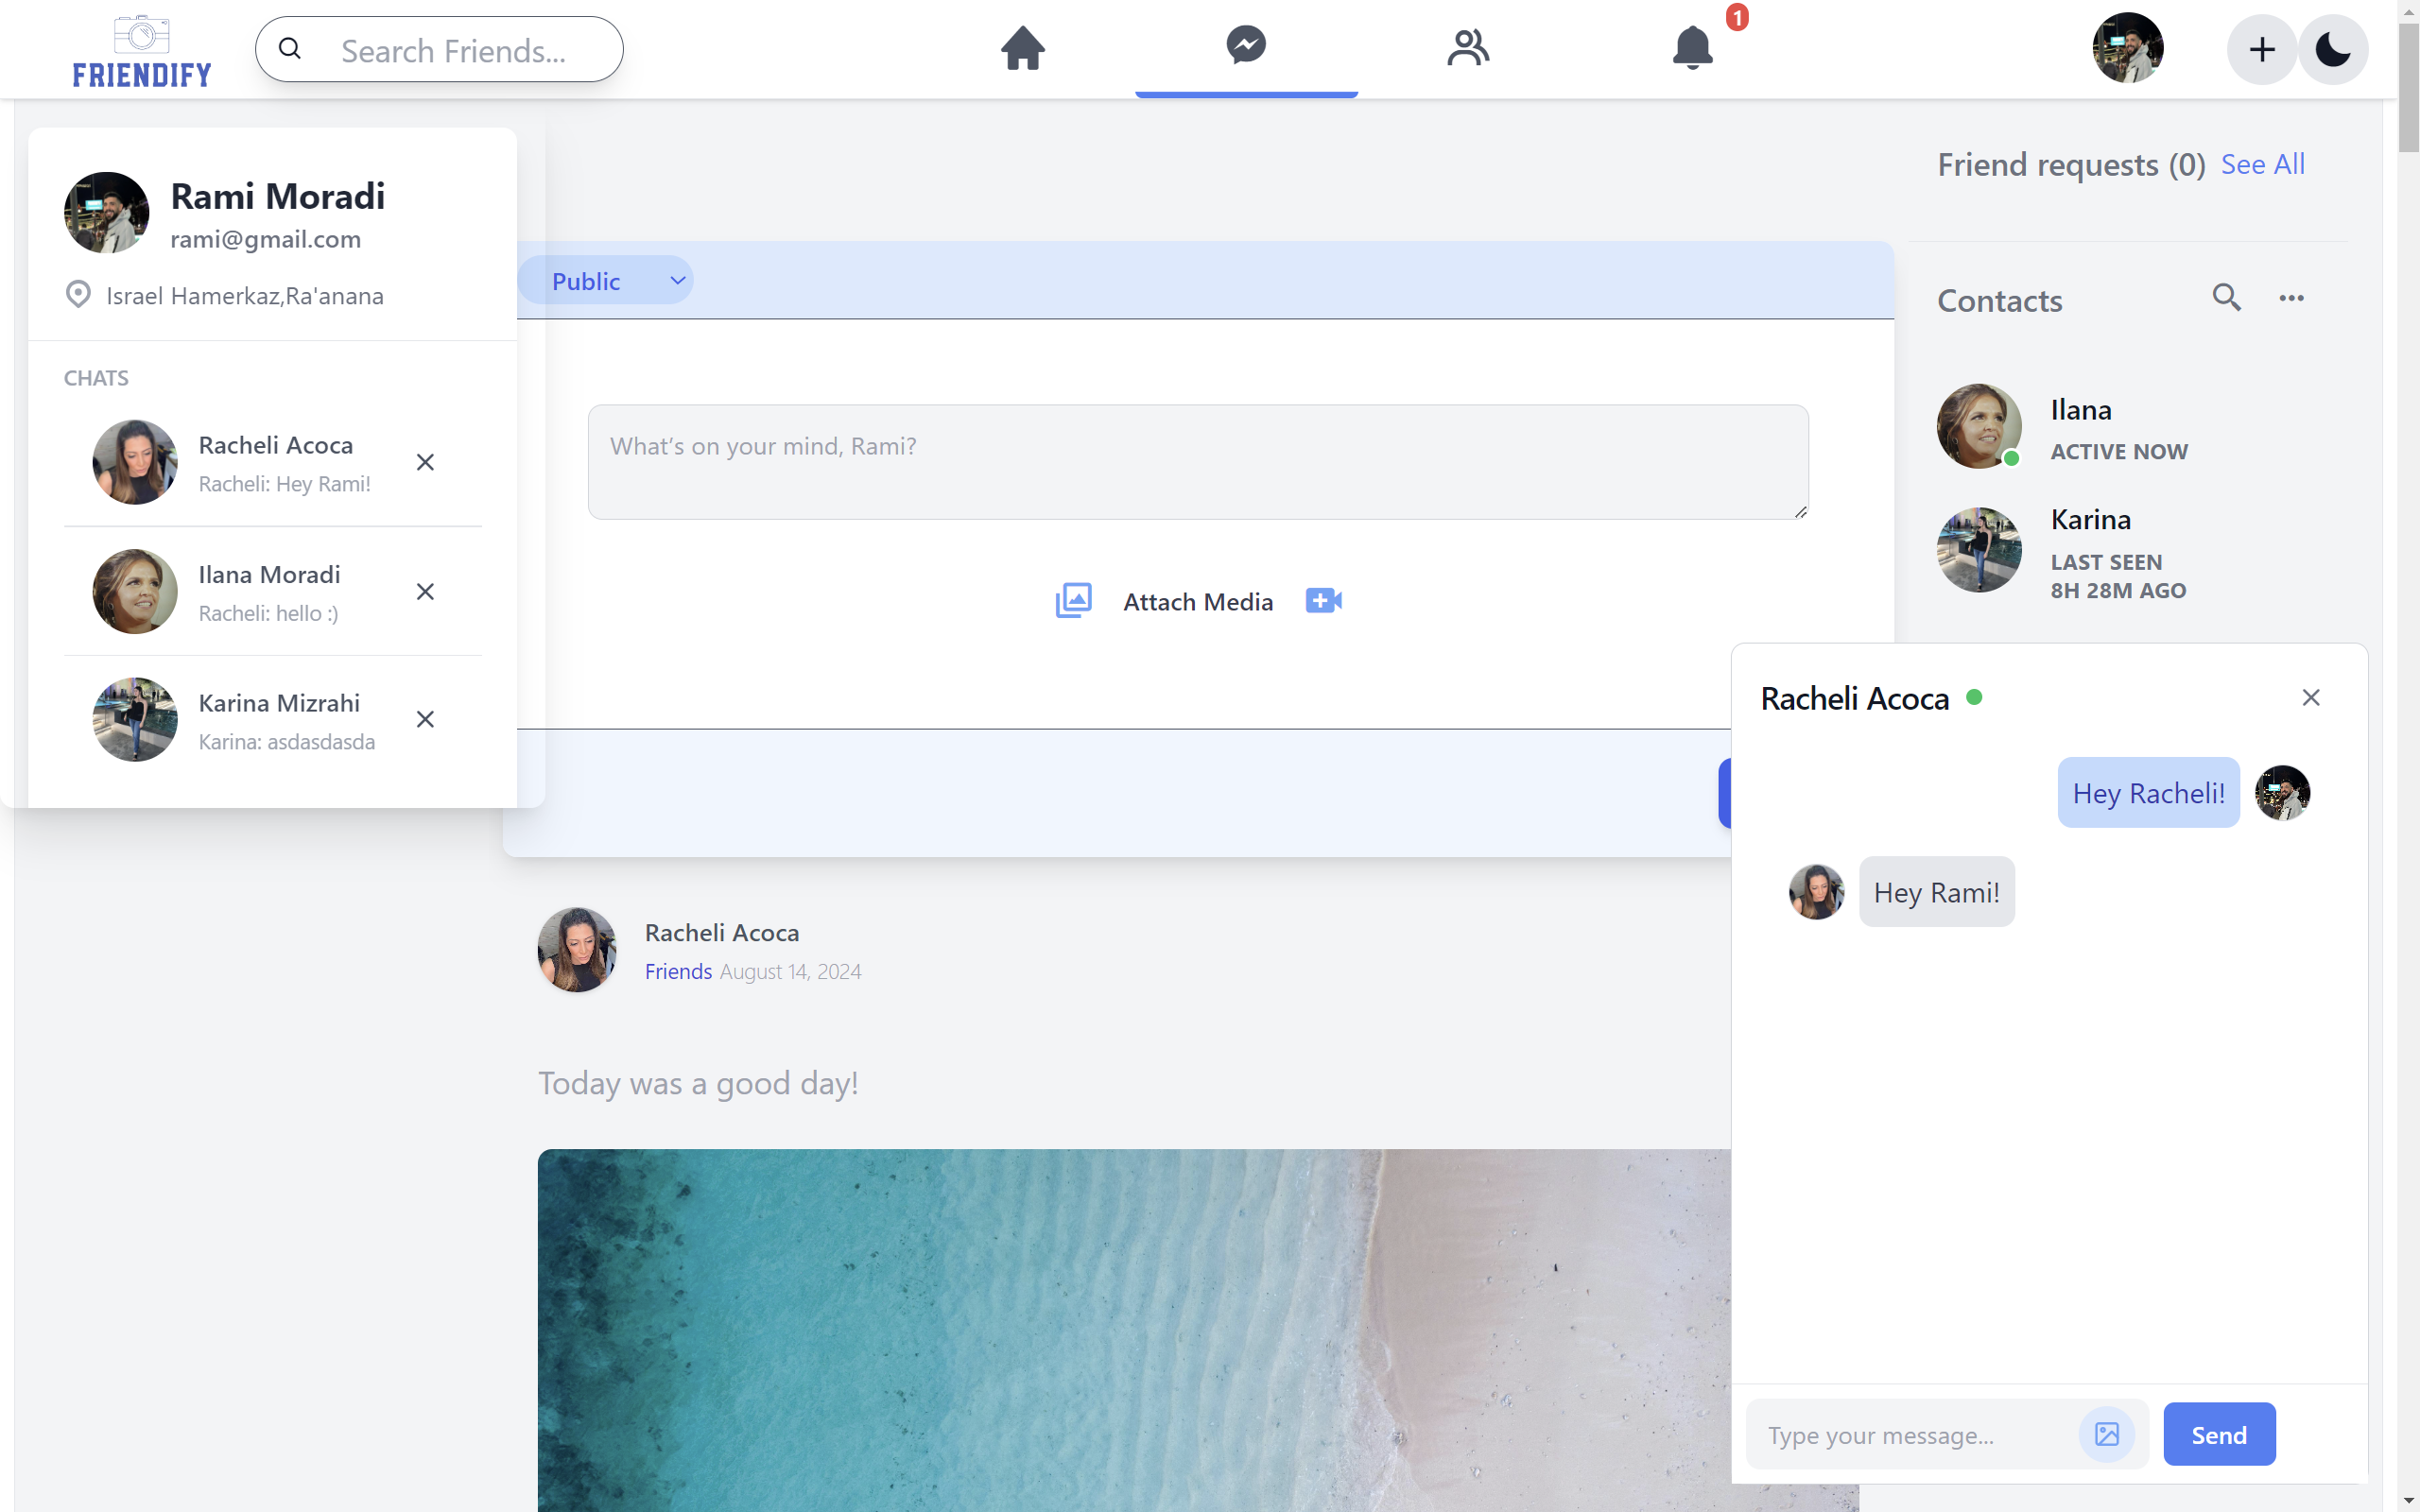 FRIENDIFY
Search Friends...
1
Rami Moradi
rami@gmail.com
Israel Hamerkaz,Ra'anana
CHATS
Racheli Acoca
Racheli: Hey Rami!
Ilana Moradi
Racheli: hello :)
Karina Mizrahi
Karina: asdasdasda
Public
What's on your mind, Rami?
Attach Media
Racheli Acoca
Friends August 14, 2024
Today was a good day!
Friend requests (0) See All
Contacts
Ilana
ACTIVE NOW
Karina
LAST SEEN
8H 28M AGO
Racheli Acoca
Hey Racheli!
Hey Rami!
Type your message...
Send